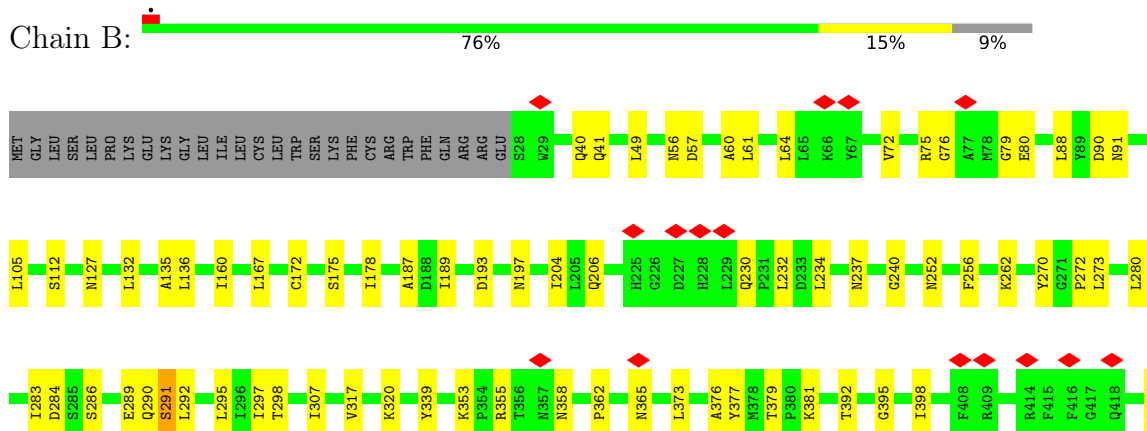 Chain B:
76% 15% 9%
MET GLY LEU SER LEU PRO LYS GLU LYS GLY LEU ILE LEU CYS LEU TRP SER LYS PHE CYS ARG TRP PHE GLN ARG ARG GLU S28 W29 Q40 Q41 L49 N56 D57 A60 L61 L64 L65 K66 Y67 V72 R75 G76 A77 M78 G79 E80 L88 Y89 D90 N91
L105 S112 N127 L132 A135 L136 I160 L167 C172 S175 I178 A187 D188 I189 D193 N197 I204 L205 Q206 H225 G226 D227 H228 L229 Q230 P231 L232 D233 L234 N237 G240 N252 F256 K262 Y270 G271 P272 L273 L280
I283 D284 S285 S286 E289 Q290 S291 L292 L295 I296 I297 T298 I307 V317 K320 Y339 K353 P354 R355 T356 N357 N358 P362 N365 L373 A376 Y377 M378 T379 P380 K381 T392 G395 I398 F408 R409 R414 F415 F416 G417 Q418